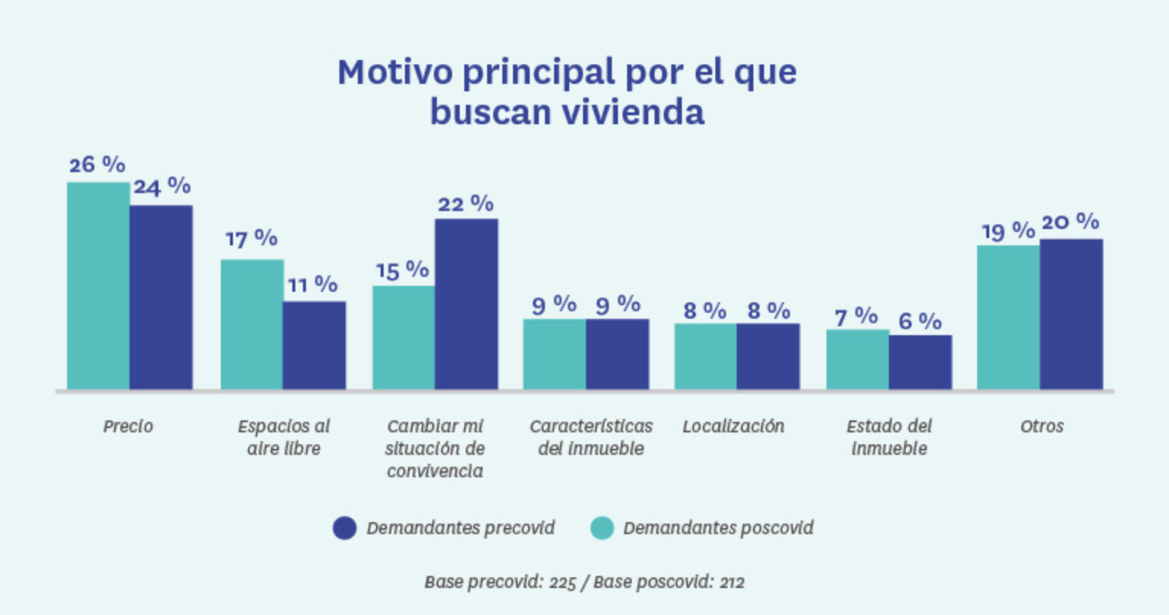 Motivo principal por el que
buscan vivienda
26 %
24 %
17 %
11 %
15 %
22 %
9 %
9 %
8 %
8 %
7 %
6 %
19 %
20 %
Precio
Espacios al
aire libre
Cambiar mi
situación de
convivencia
Características
del inmueble
Localización
Estado del
inmueble
Otros
Demandantes precovid
Demandantes poscovid
Base precovid: 225 / Base poscovid: 212